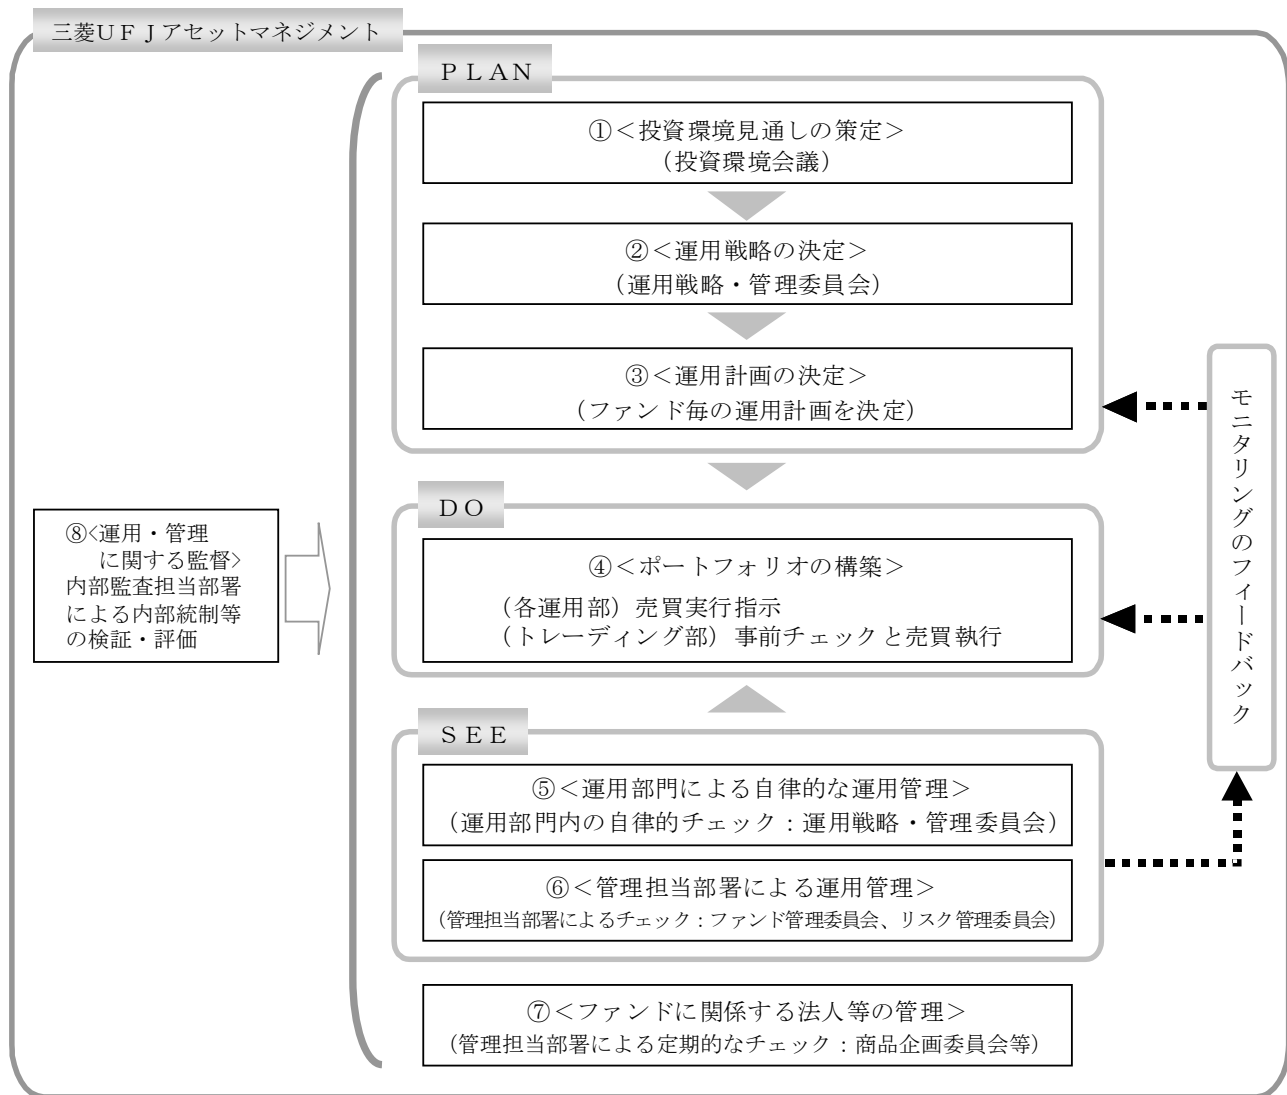 三菱UFJアセットマネジメント
PLAN
①<投資環境見通しの策定>
(投資環境会議)
②<運用戦略の決定>
(運用戦略・管理委員会)
③<運用計画の決定>
(ファンド毎の運用計画を決定)
DO
④<ポートフォリオの構築>
(各運用部)売買実行指示
(トレーディング部)事前チェックと売買執行
SEE
⑤<運用部門による自律的な運用管理>
(運用部門内の自律的チェック:運用戦略・管理委員会)
⑥<管理担当部署による運用管理>
(管理担当部署によるチェック:ファンド管理委員会、リスク管理委員会)
⑦<ファンドに関係する法人等の管理>
(管理担当部署による定期的なチェック:商品企画委員会等)
⑧<運用・管理
に関する監督>
内部監査担当部署
による内部統制等
の検証・評価
モニタリングのフィードバック